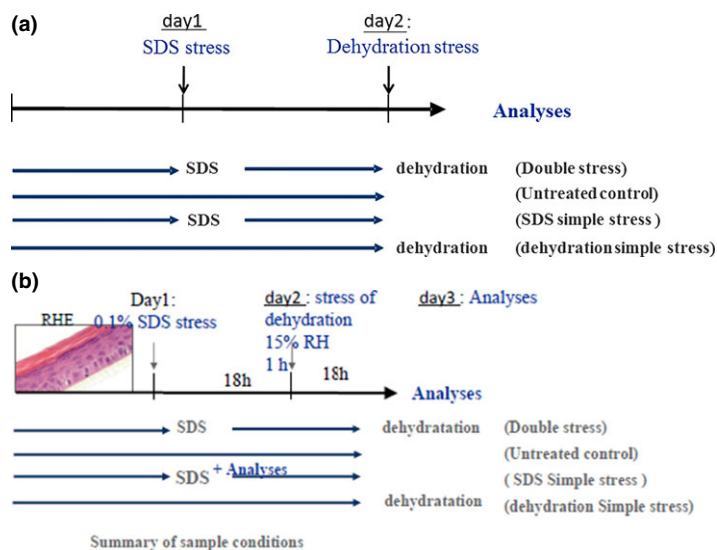 (a)
day1
SDS stress
day2:
Dehydration stress
Analyses
SDS dehydration (Double stress)
(Untreated control)
SDS (SDS simple stress )
dehydration (dehydration simple stress)
(b)
RHE
Day1:
0.1% SDS stress
day2: stress of
dehydration
15% RH
1 h
day3: Analyses
18h
18h
Analyses
SDS dehydratation (Double stress)
(Untreated control)
SDS + Analyses ( SDS Simple stress )
dehydratation (dehydration Simple stress)
Summary of sample conditions